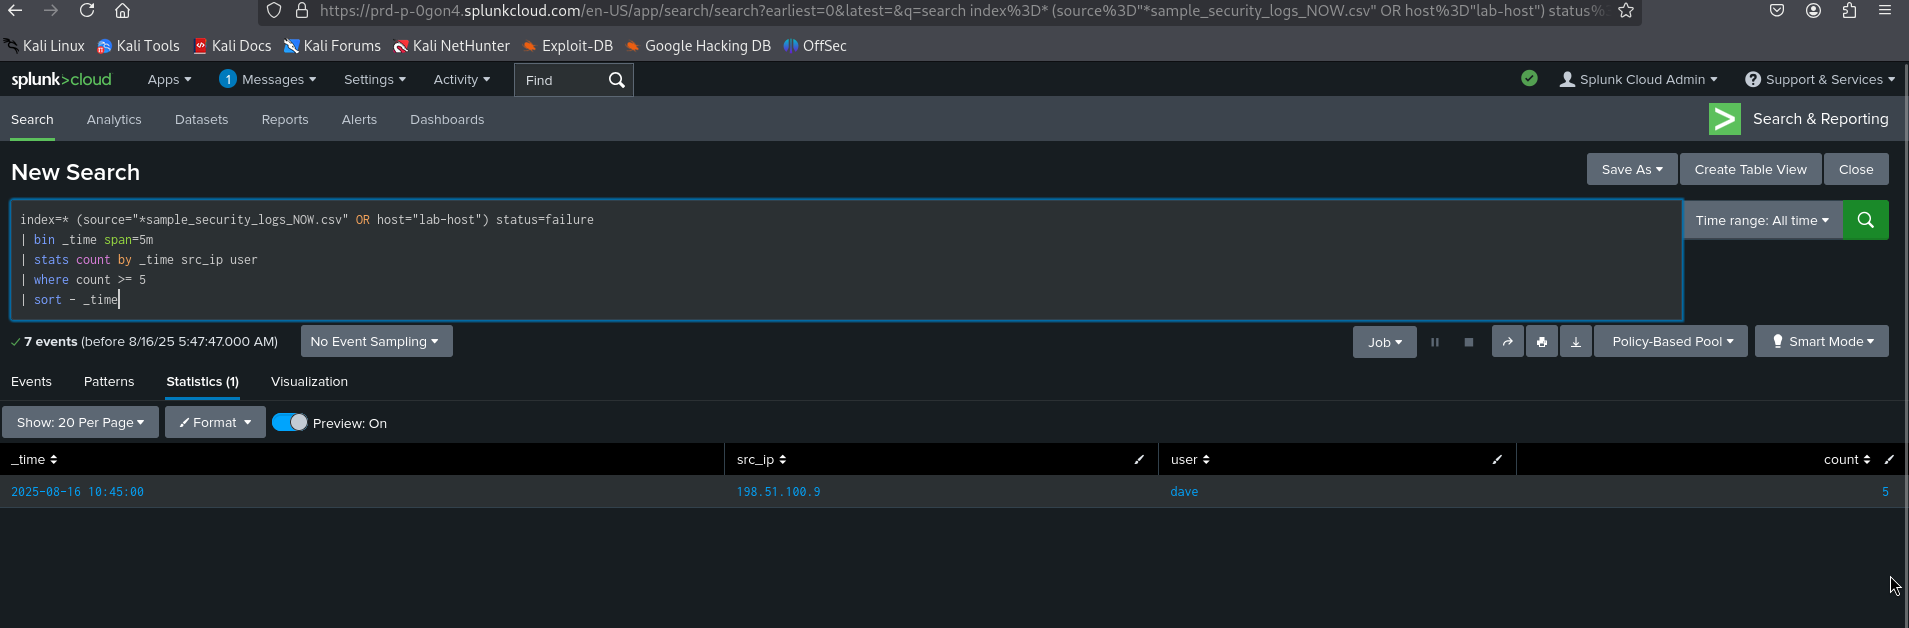 https://prd-p-0gon4.splunkcloud.com/en-US/app/search/search?earliest=0&latest=&q=search index%3D* (source%3D"*sample_security_logs_NOW.csv" OR host%3D"lab-host") status%
Kali Linux Kali Tools Kali Docs Kali Forums Kali NetHunter Exploit-DB Google Hacking DB OffSec
splunk>cloud Apps 1 Messages Settings Activity Find Splunk Cloud Admin Support & Services
Search Analytics Datasets Reports Alerts Dashboards Search & Reporting
New Search Save As Create Table View Close
index=* (source="*sample_security_logs_NOW.csv" OR host="lab-host") status=failure
| bin _time span=5m
| stats count by _time src_ip user
| where count >= 5
| sort - _time
Time range: All time
7 events (before 8/16/25 5:47:47.000 AM) No Event Sampling Job Policy-Based Pool Smart Mode
Events Patterns Statistics (1) Visualization
Show: 20 Per Page Format Preview: On
_time src_ip user count
2025-08-16 10:45:00 198.51.100.9 dave 5